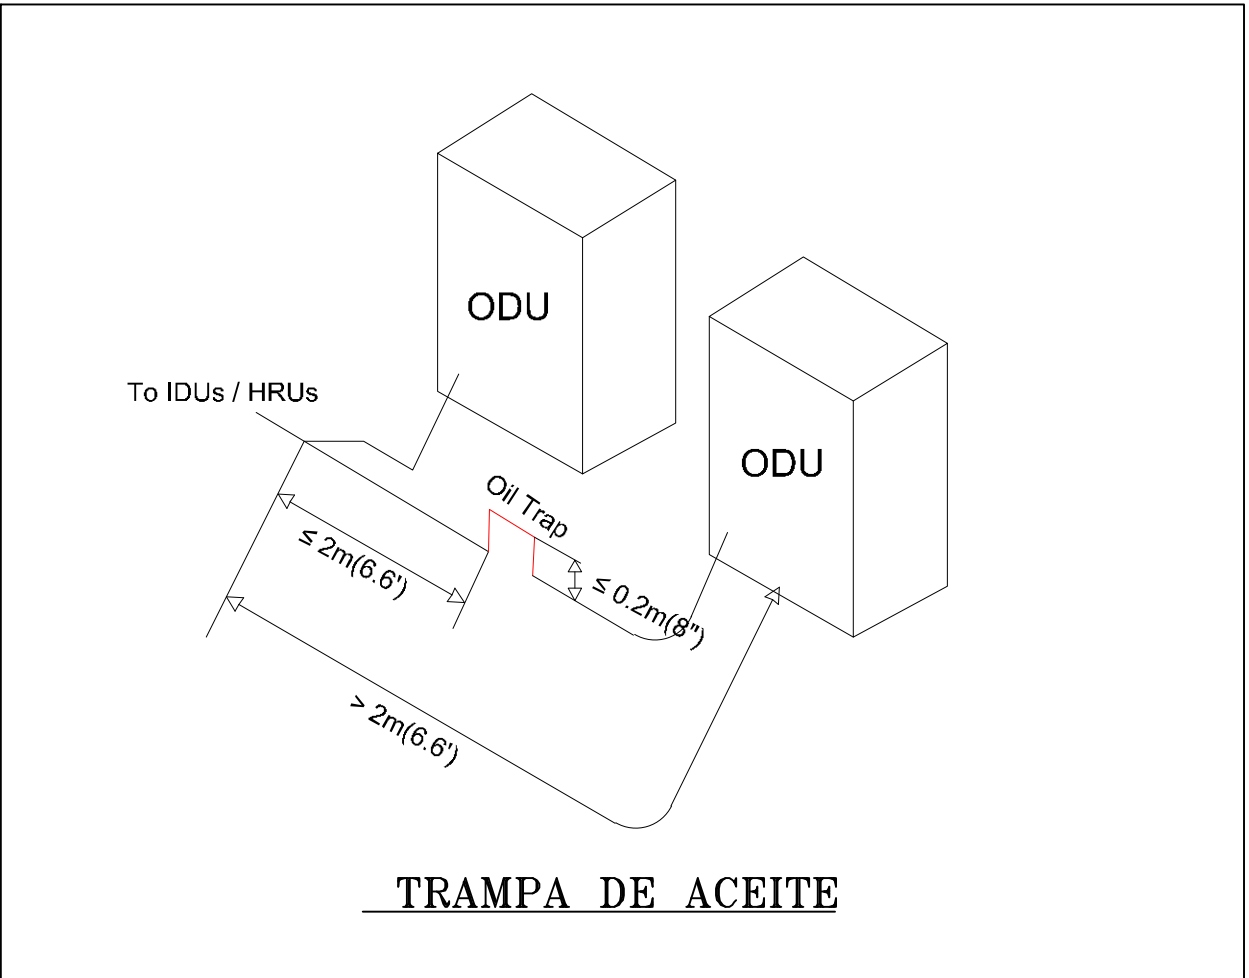 ODU
To IDUs / HRUs
ODU
Oil Trap
≤ 2m(6.6')
≤ 0.2m(8")
> 2m(6.6')
TRAMPA DE ACEITE